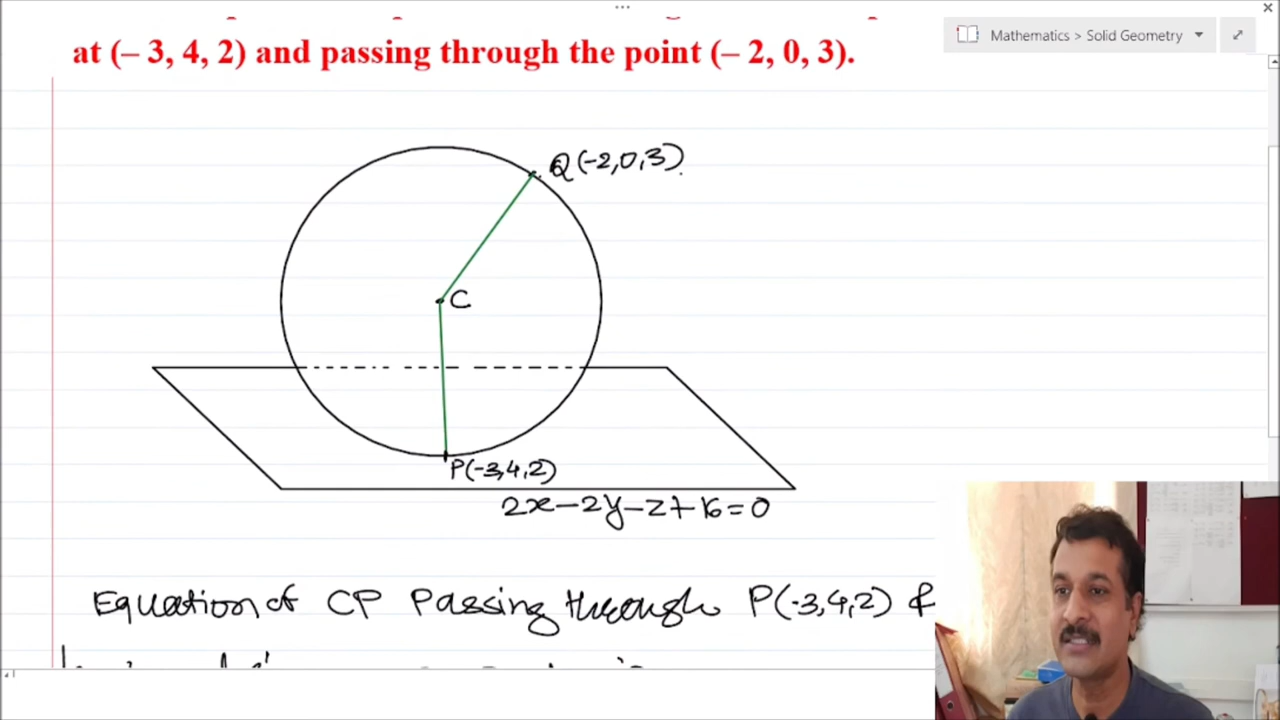 Mathematics > Solid Geometry
at (– 3, 4, 2) and passing through the point (– 2, 0, 3).
Q(-2,0,3)
C
P(-3,4,2)
2x-2y-z+16=0
Equation of CP Passing through P(-3,4,2) &